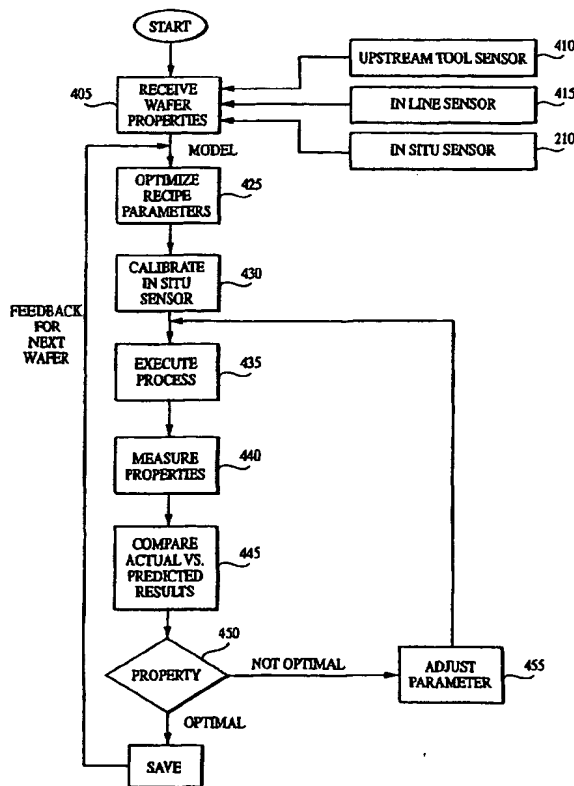 START
405
RECEIVE
WAFER
PROPERTIES
UPSTREAM TOOL SENSOR
410
IN LINE SENSOR
415
IN SITU SENSOR
210
MODEL
OPTIMIZE
RECIPE
PARAMETERS
425
CALIBRATE
IN SITU
SENSOR
430
FEEDBACK
FOR
NEXT
WAFER
EXECUTE
PROCESS
435
MEASURE
PROPERTIES
440
COMPARE
ACTUAL VS.
PREDICTED
RESULTS
445
PROPERTY
450
NOT OPTIMAL
ADJUST
PARAMETER
455
OPTIMAL
SAVE